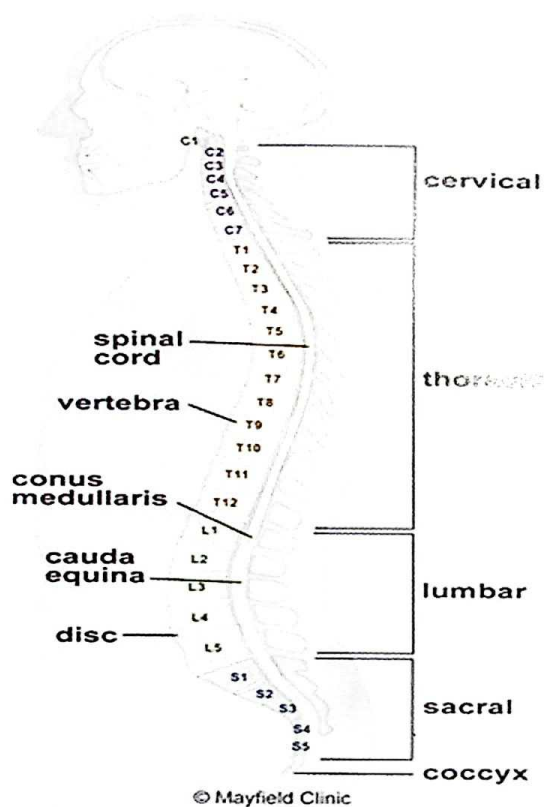 C1
C2
C3
C4
C5
C6
C7
cervical
T1
T2
T3
T4
T5
T6
T7
T8
T9
T10
T11
T12
spinal
cord
vertebra
conus
medullaris
L1
L2
L3
L4
L5
cauda
equina
disc
lumbar
S1
S2
S3
S4
S5
sacral
coccyx
© Mayfield Clinic